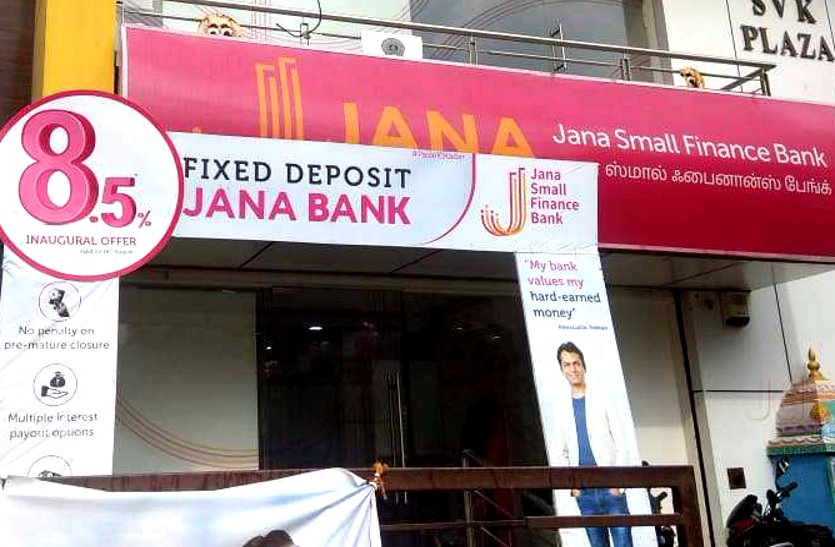 SVK
PLAZA
JANA
Jana Small Finance Bank
ஸ்மால் ஃபைனான்ஸ் பேங்க்
8.5%
INAUGURAL OFFER
FIXED DEPOSIT
JANA BANK
Jana
Small
Finance
Bank
"My bank
values my
hard-earned
money"
No penalty on
pre-mature closure
Multiple interest
payout options